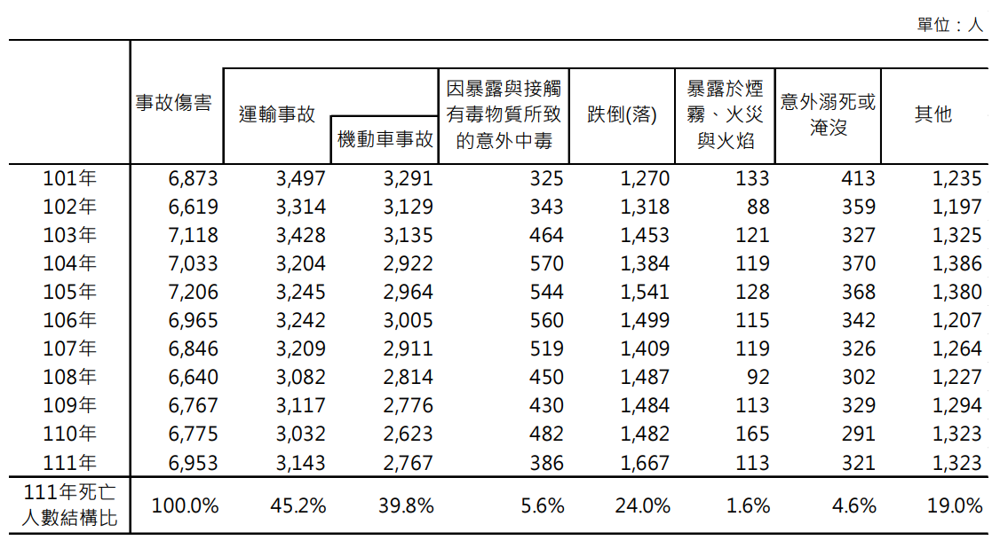 單位：人
事故傷害 運輸事故 機動車事故 因暴露與接觸有毒物質所致的意外中毒 跌倒(落) 暴露於煙霧、火災與火焰 意外溺死或淹沒 其他
101年 6,873 3,497 3,291 325 1,270 133 413 1,235
102年 6,619 3,314 3,129 343 1,318 88 359 1,197
103年 7,118 3,428 3,135 464 1,453 121 327 1,325
104年 7,033 3,204 2,922 570 1,384 119 370 1,386
105年 7,206 3,245 2,964 544 1,541 128 368 1,380
106年 6,965 3,242 3,005 560 1,499 115 342 1,207
107年 6,846 3,209 2,911 519 1,409 119 326 1,264
108年 6,640 3,082 2,814 450 1,487 92 302 1,227
109年 6,767 3,117 2,776 430 1,484 113 329 1,294
110年 6,775 3,032 2,623 482 1,482 165 291 1,323
111年 6,953 3,143 2,767 386 1,667 113 321 1,323
111年死亡人數結構比 100.0% 45.2% 39.8% 5.6% 24.0% 1.6% 4.6% 19.0%